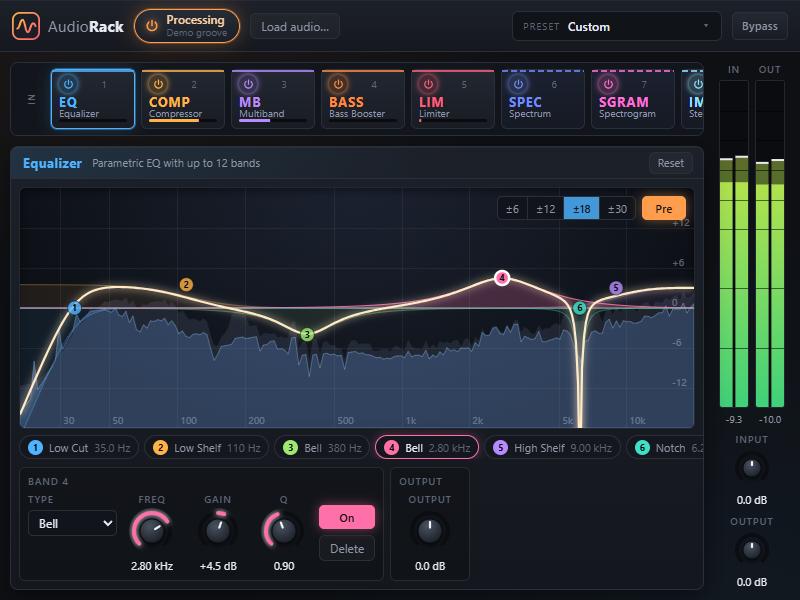 AudioRack
Processing
Demo groove
Load audio...
PRESET Custom
Bypass
IN
1
EQ
Equalizer
2
COMP
Compressor
3
MB
Multiband
4
BASS
Bass Booster
5
LIM
Limiter
6
SPEC
Spectrum
7
SGRAM
Spectrogram
IM
Ste
IN OUT
Equalizer Parametric EQ with up to 12 bands
Reset
±6 ±12 ±18 ±30 Pre
+12
+6
0
-6
-12
1 2 3 4 5 6
30 50 100 200 500 1k 2k 5k 10k
-9.3 -10.0
1 Low Cut 35.0 Hz
2 Low Shelf 110 Hz
3 Bell 380 Hz
4 Bell 2.80 kHz
5 High Shelf 9.00 kHz
6 Notch 6.2
BAND 4
TYPE FREQ GAIN Q
Bell
On
Delete
2.80 kHz +4.5 dB 0.90
OUTPUT
OUTPUT
0.0 dB
INPUT
0.0 dB
OUTPUT
0.0 dB